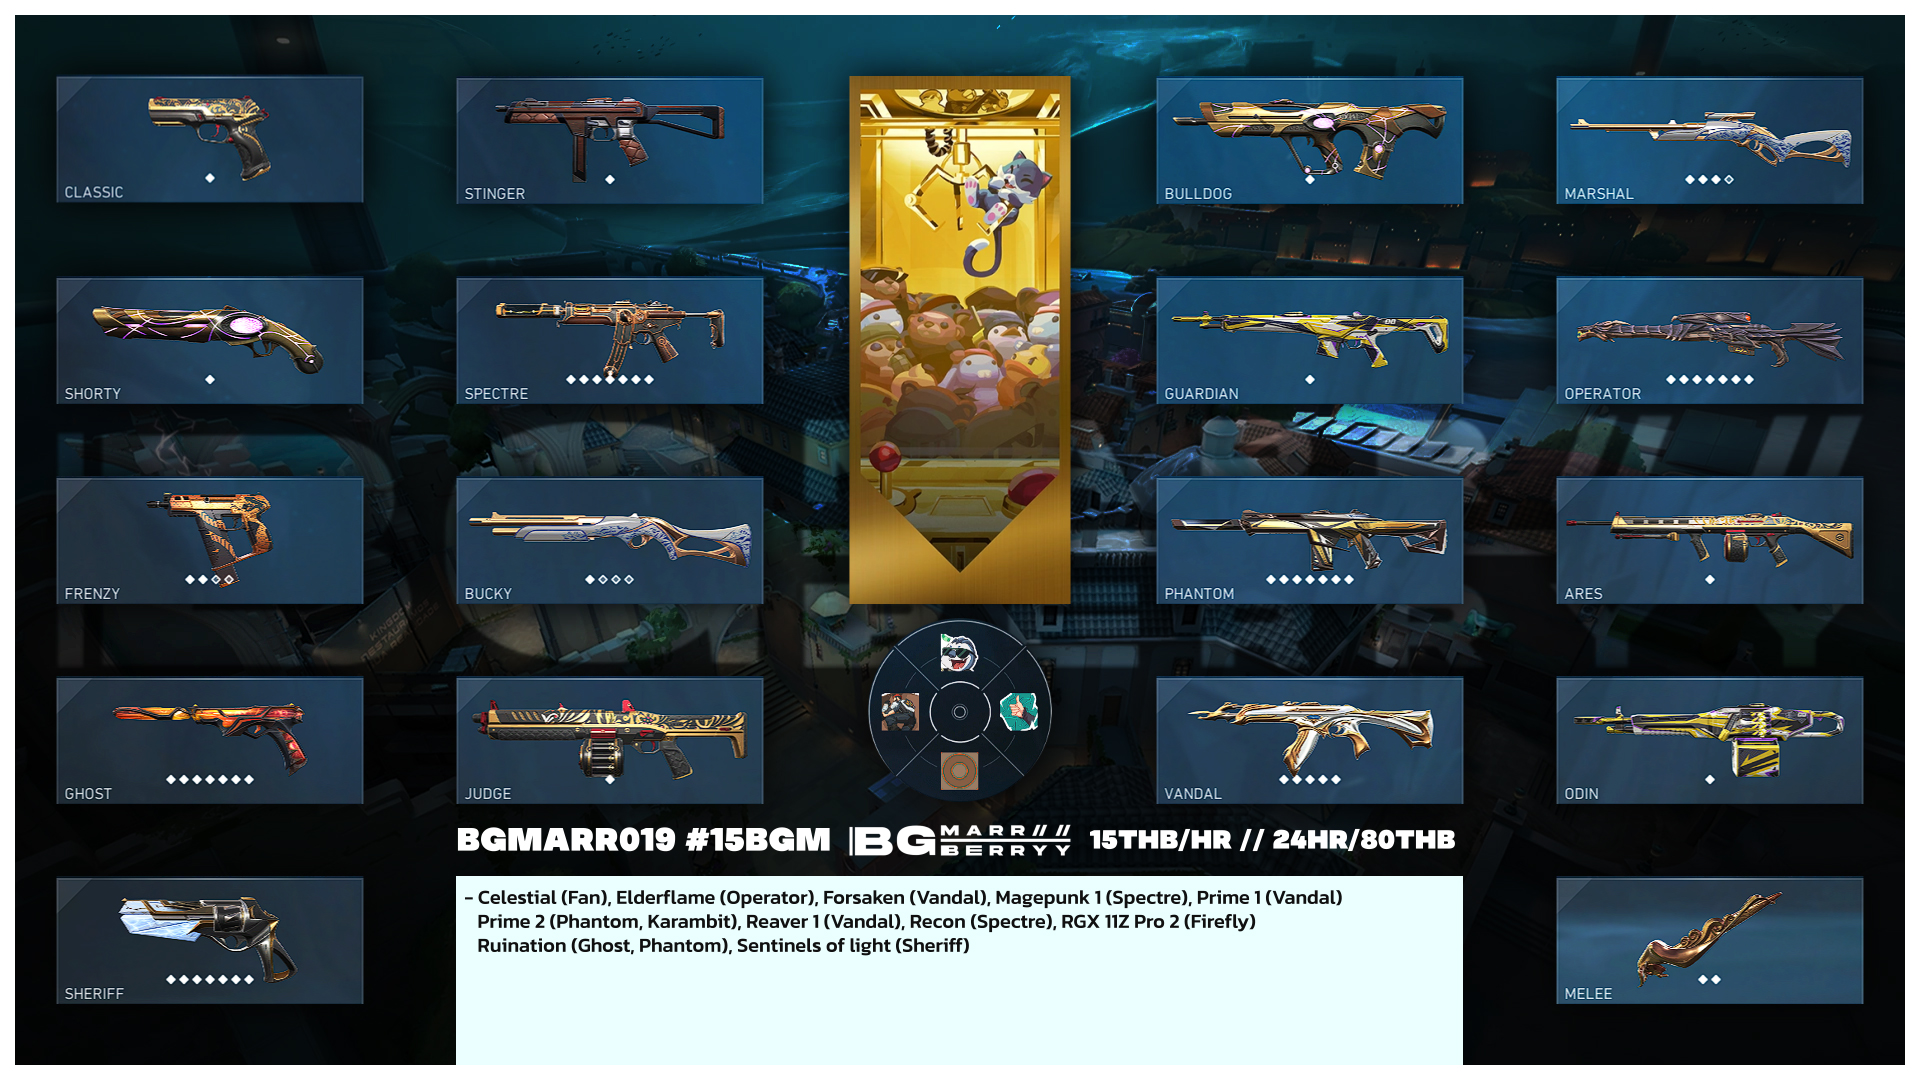 CLASSIC
STINGER
BULLDOG
MARSHAL
SHORTY
SPECTRE
GUARDIAN
OPERATOR
FRENZY
BUCKY
PHANTOM
ARES
GHOST
JUDGE
VANDAL
ODIN
BGMARR019 #15BGM
BG MARR// //
BERRYY
15THB/HR // 24HR/80THB
SHERIFF
- Celestial (Fan), Elderflame (Operator), Forsaken (Vandal), Magepunk 1 (Spectre), Prime 1 (Vandal)
Prime 2 (Phantom, Karambit), Reaver 1 (Vandal), Recon (Spectre), RGX 11Z Pro 2 (Firefly)
Ruination (Ghost, Phantom), Sentinels of light (Sheriff)
MELEE